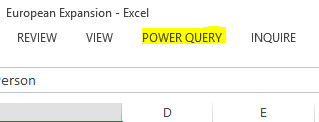 European Expansion - Excel
REVIEW VIEW POWER QUERY INQUIRE
erson
D E